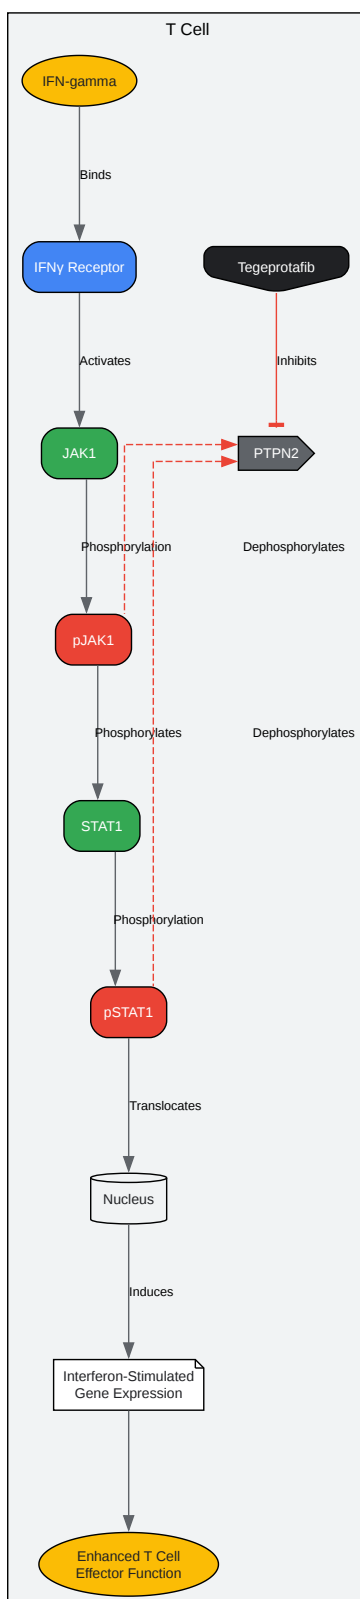 T Cell
IFN-gamma
Binds
IFNγ Receptor
Tegeprotafib
Activates
Inhibits
JAK1
PTPN2
Phosphorylation
Dephosphorylates
pJAK1
Phosphorylates
Dephosphorylates
STAT1
Phosphorylation
pSTAT1
Translocates
Nucleus
Induces
Interferon-Stimulated
Gene Expression
Enhanced T Cell
Effector Function